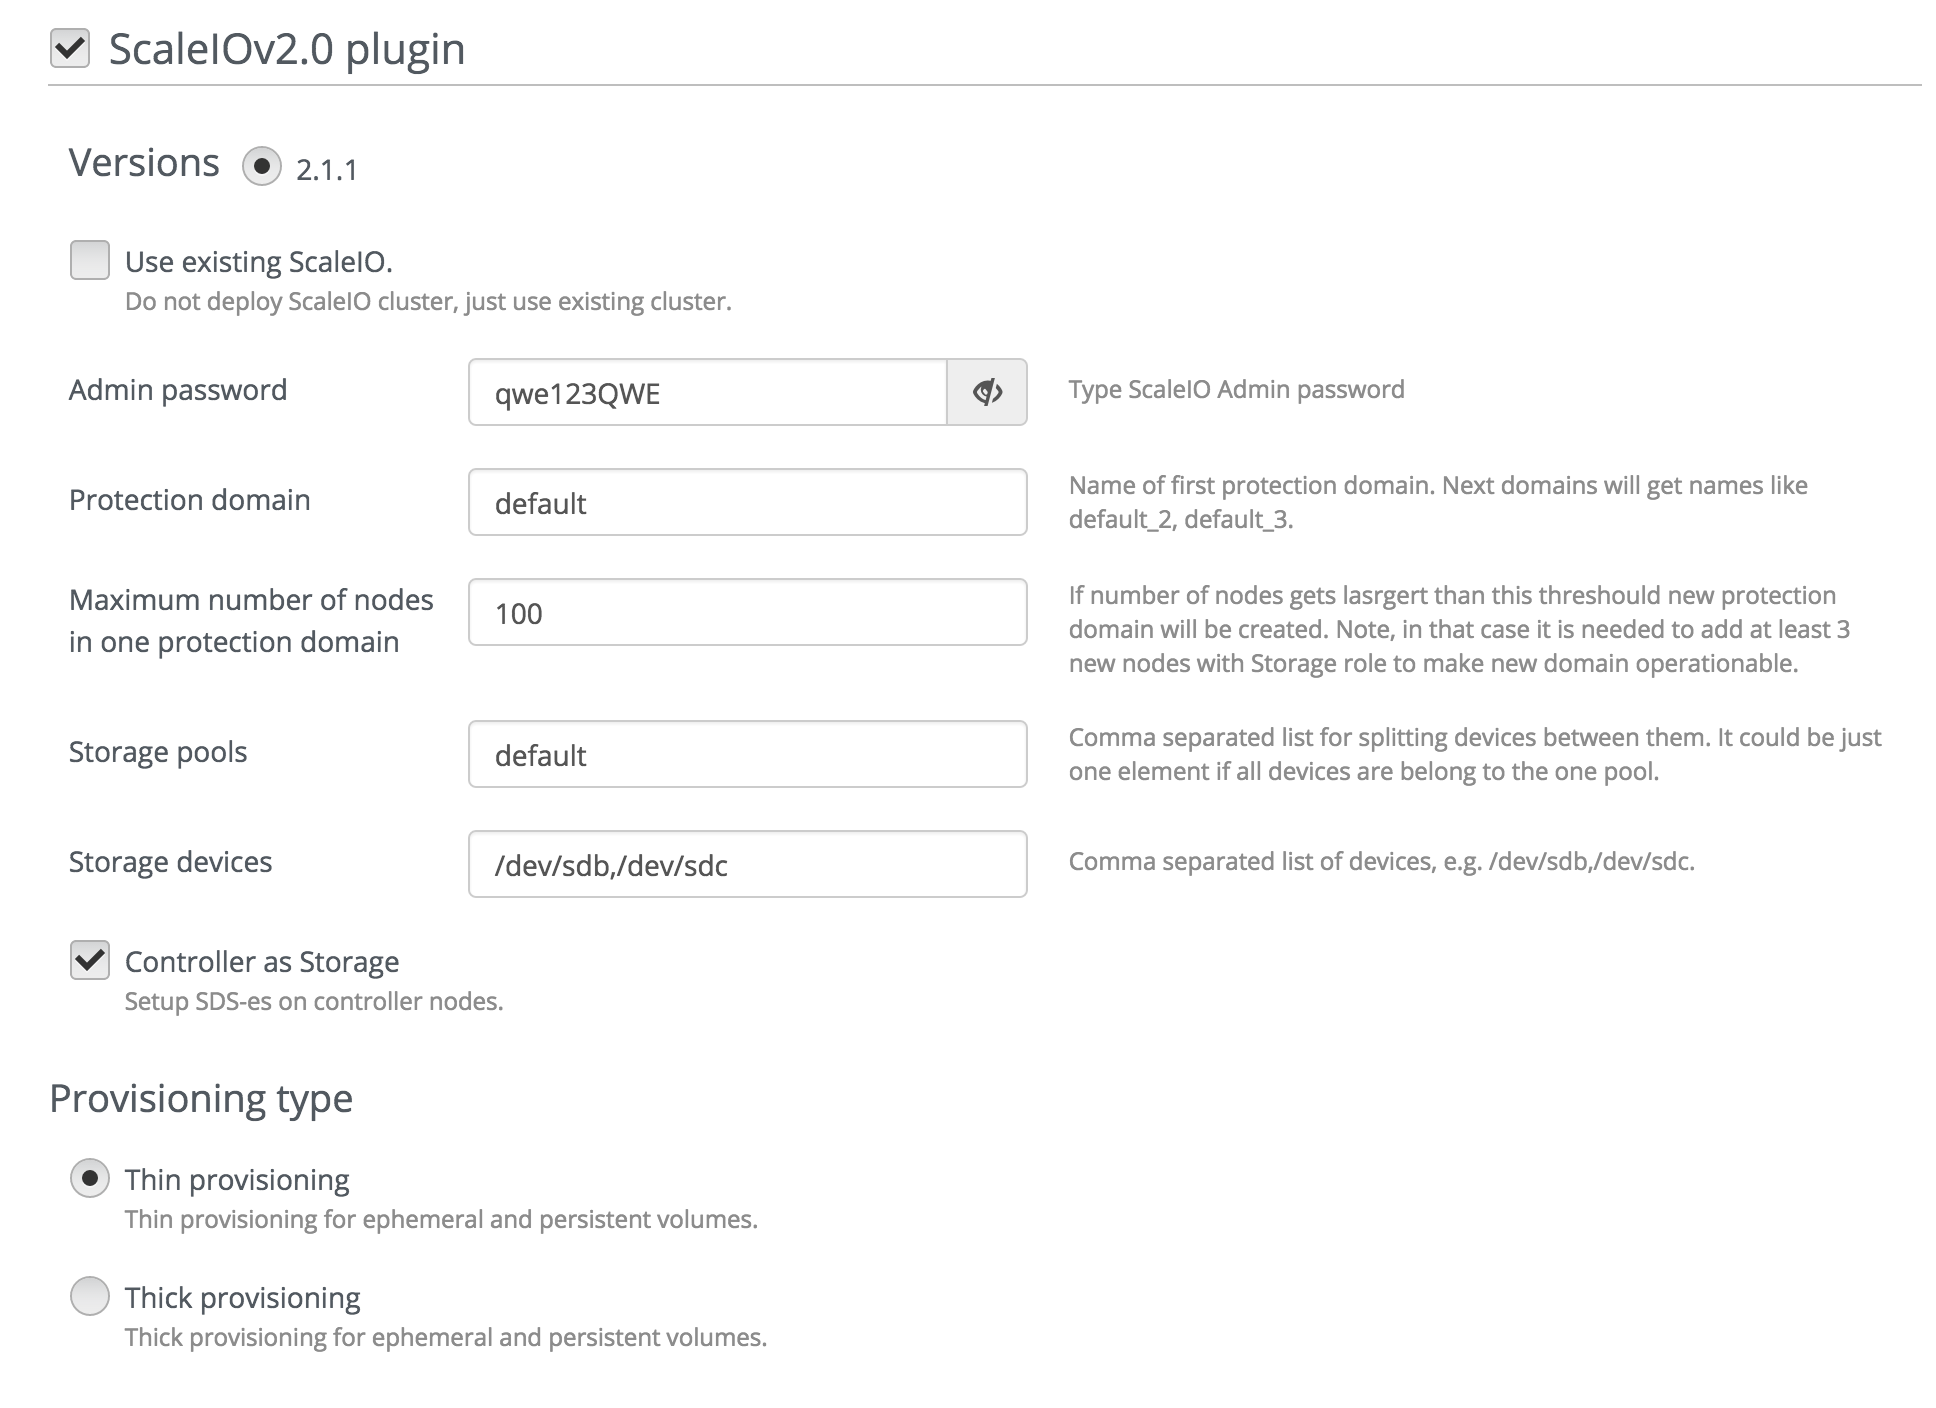 ScaleIOv2.0 plugin
Versions 2.1.1
Use existing ScaleIO.
Do not deploy ScaleIO cluster, just use existing cluster.
Admin password
qwe123QWE
Type ScaleIO Admin password
Protection domain
default
Name of first protection domain. Next domains will get names like
default_2, default_3.
Maximum number of nodes
in one protection domain
100
If number of nodes gets lasrgert than this threshould new protection
domain will be created. Note, in that case it is needed to add at least 3
new nodes with Storage role to make new domain operationable.
Storage pools
default
Comma separated list for splitting devices between them. It could be just
one element if all devices are belong to the one pool.
Storage devices
/dev/sdb,/dev/sdc
Comma separated list of devices, e.g. /dev/sdb,/dev/sdc.
Controller as Storage
Setup SDS-es on controller nodes.
Provisioning type
Thin provisioning
Thin provisioning for ephemeral and persistent volumes.
Thick provisioning
Thick provisioning for ephemeral and persistent volumes.